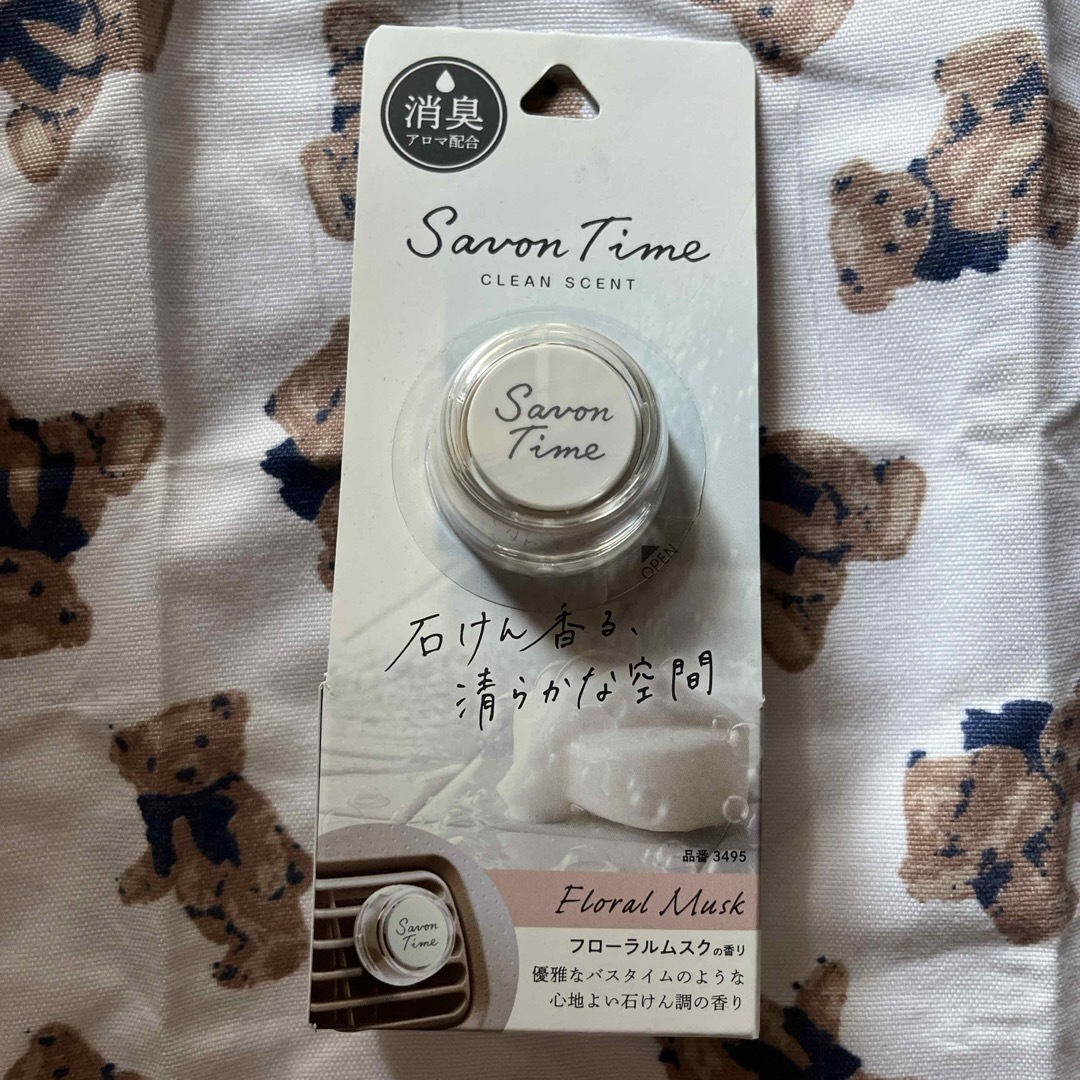 消臭
アロマ配合
Savon Time
CLEAN SCENT
Savon
Time
OPEN
石けん香る、
清らかな空間
品番 3495
Floral Musk
フローラルムスクの香り
優雅なバスタイムのような
心地よい石けん調の香り
Savon
Time